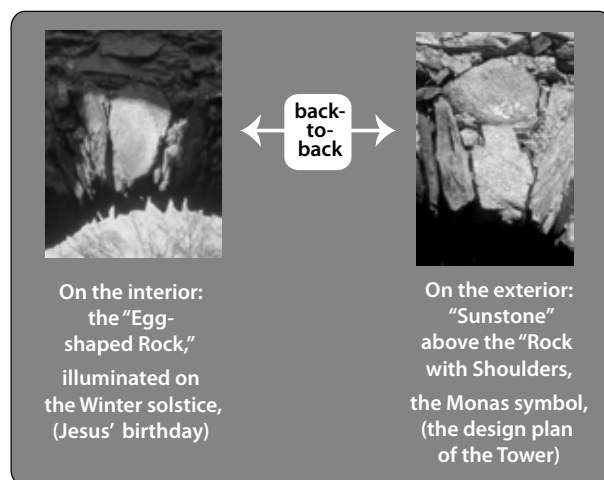 back-
to-
back
On the interior:
the “Egg-
shaped Rock,”
illuminated on
the Winter solstice,
(Jesus’ birthday)
On the exterior:
“Sunstone”
above the “Rock
with Shoulders,
the Monas symbol,
(the design plan
of the Tower)